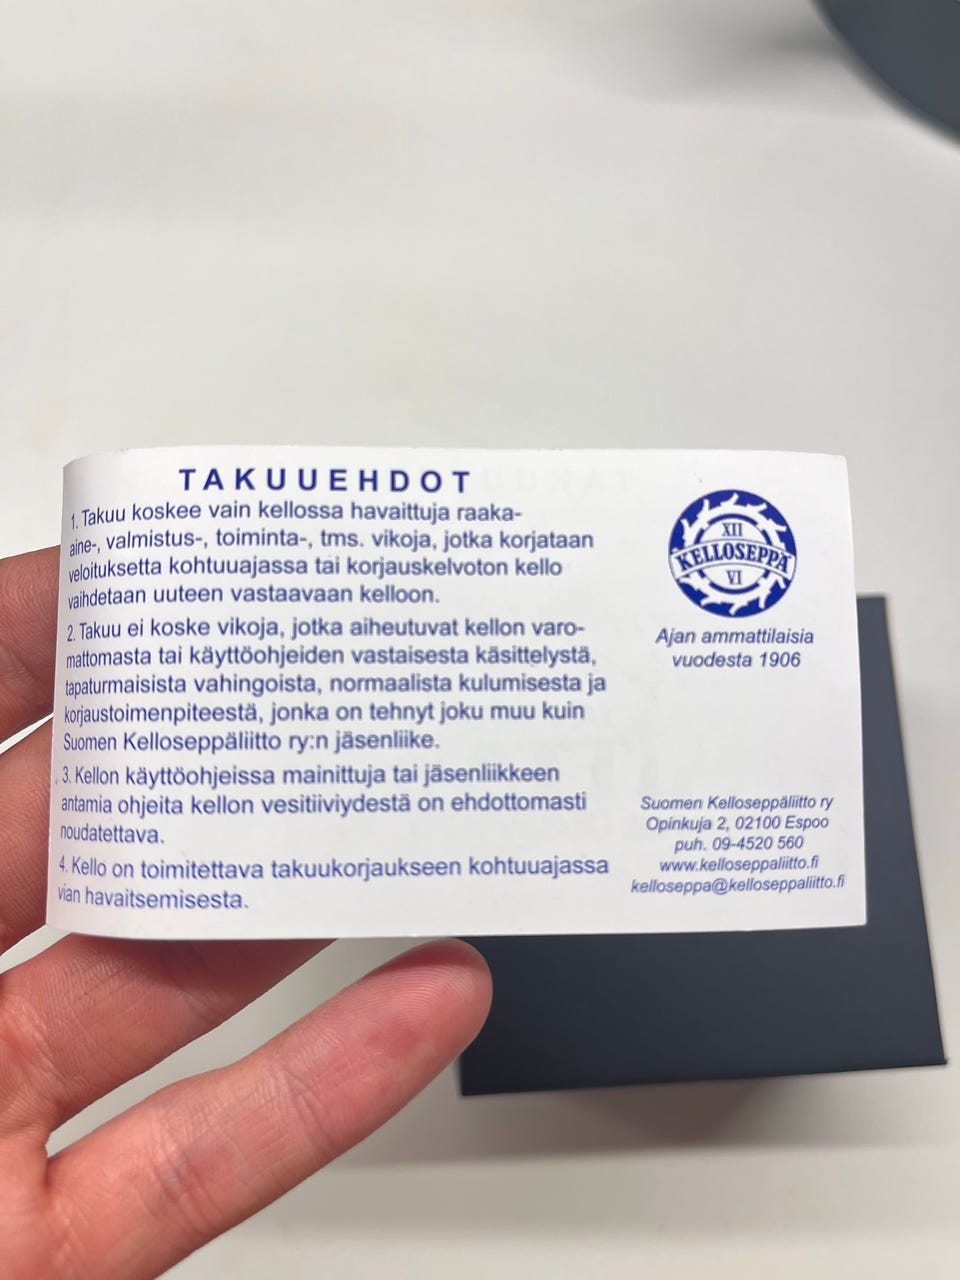 TAKUUEHDOT
1. Takuu koskee vain kellossa havaittuja raaka-
aine-, valmistus-, toiminta-, tms. vikoja, jotka korjataan
veloituksetta kohtuuajassa tai korjauskelvoton kello
vaihdetaan uuteen vastaavaan kelloon.
2. Takuu ei koske vikoja, jotka aiheutuvat kellon varo-
mattomasta tai käyttöohjeiden vastaisesta käsittelystä,
tapaturmaisista vahingoista, normaalista kulumisesta ja
korjaustoimenpiteestä, jonka on tehnyt joku muu kuin
Suomen Kelloseppäliitto ry:n jäsenliike.
3. Kellon käyttöohjeissa mainittuja tai jäsenliikkeen
antamia ohjeita kellon vesitiiviydestä on ehdottomasti
noudatettava.
4. Kello on toimitettava takuukorjaukseen kohtuuajassa
vian havaitsemisesta.
XII
KELLOSEPPÄ
VI
Ajan ammattilaisia
vuodesta 1906
Suomen Kelloseppäliitto ry
Opinkuja 2, 02100 Espoo
puh. 09-4520 560
www.kelloseppaliitto.fi
kelloseppa@kelloseppaliitto.fi